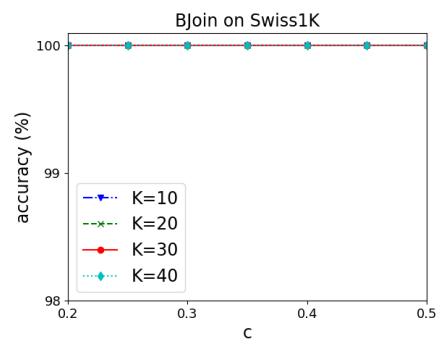 BJoin on Swiss1K
accuracy (%)
100
99
98
K=10
K=20
K=30
K=40
0.2 0.3 0.4 0.5
c